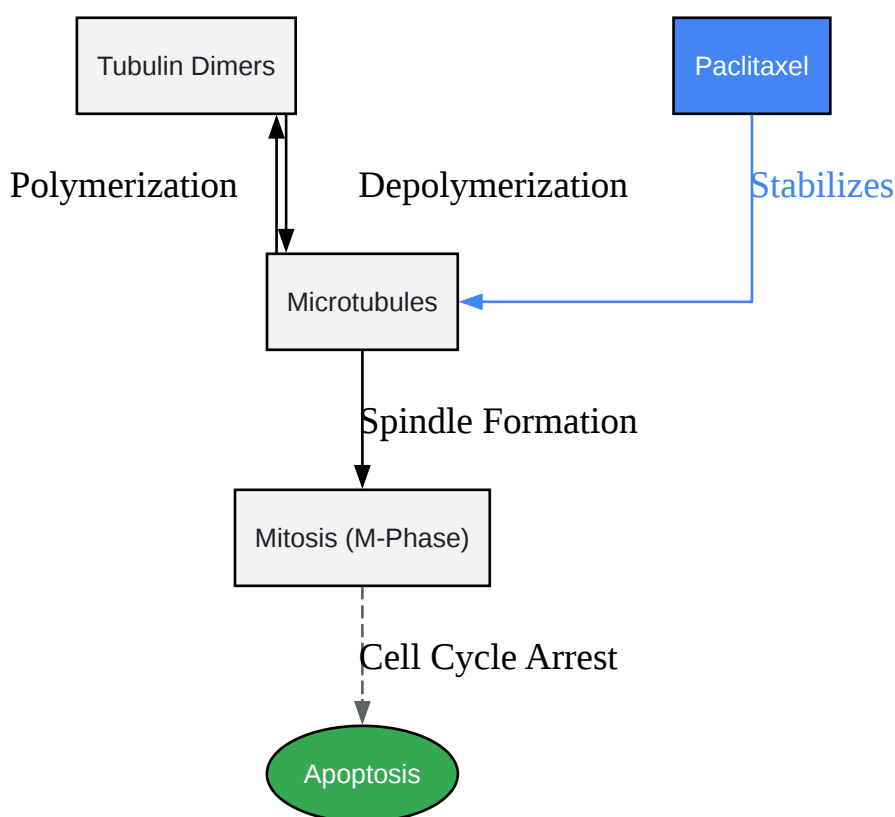 Tubulin Dimers
Paclitaxel
Polymerization
Depolymerization
Stabilizes
Microtubules
Spindle Formation
Mitosis (M-Phase)
Cell Cycle Arrest
Apoptosis